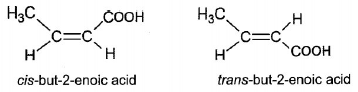 H₃C COOH H₃C H
C=C C=C
H H H COOH
cis-but-2-enoic acid trans-but-2-enoic acid